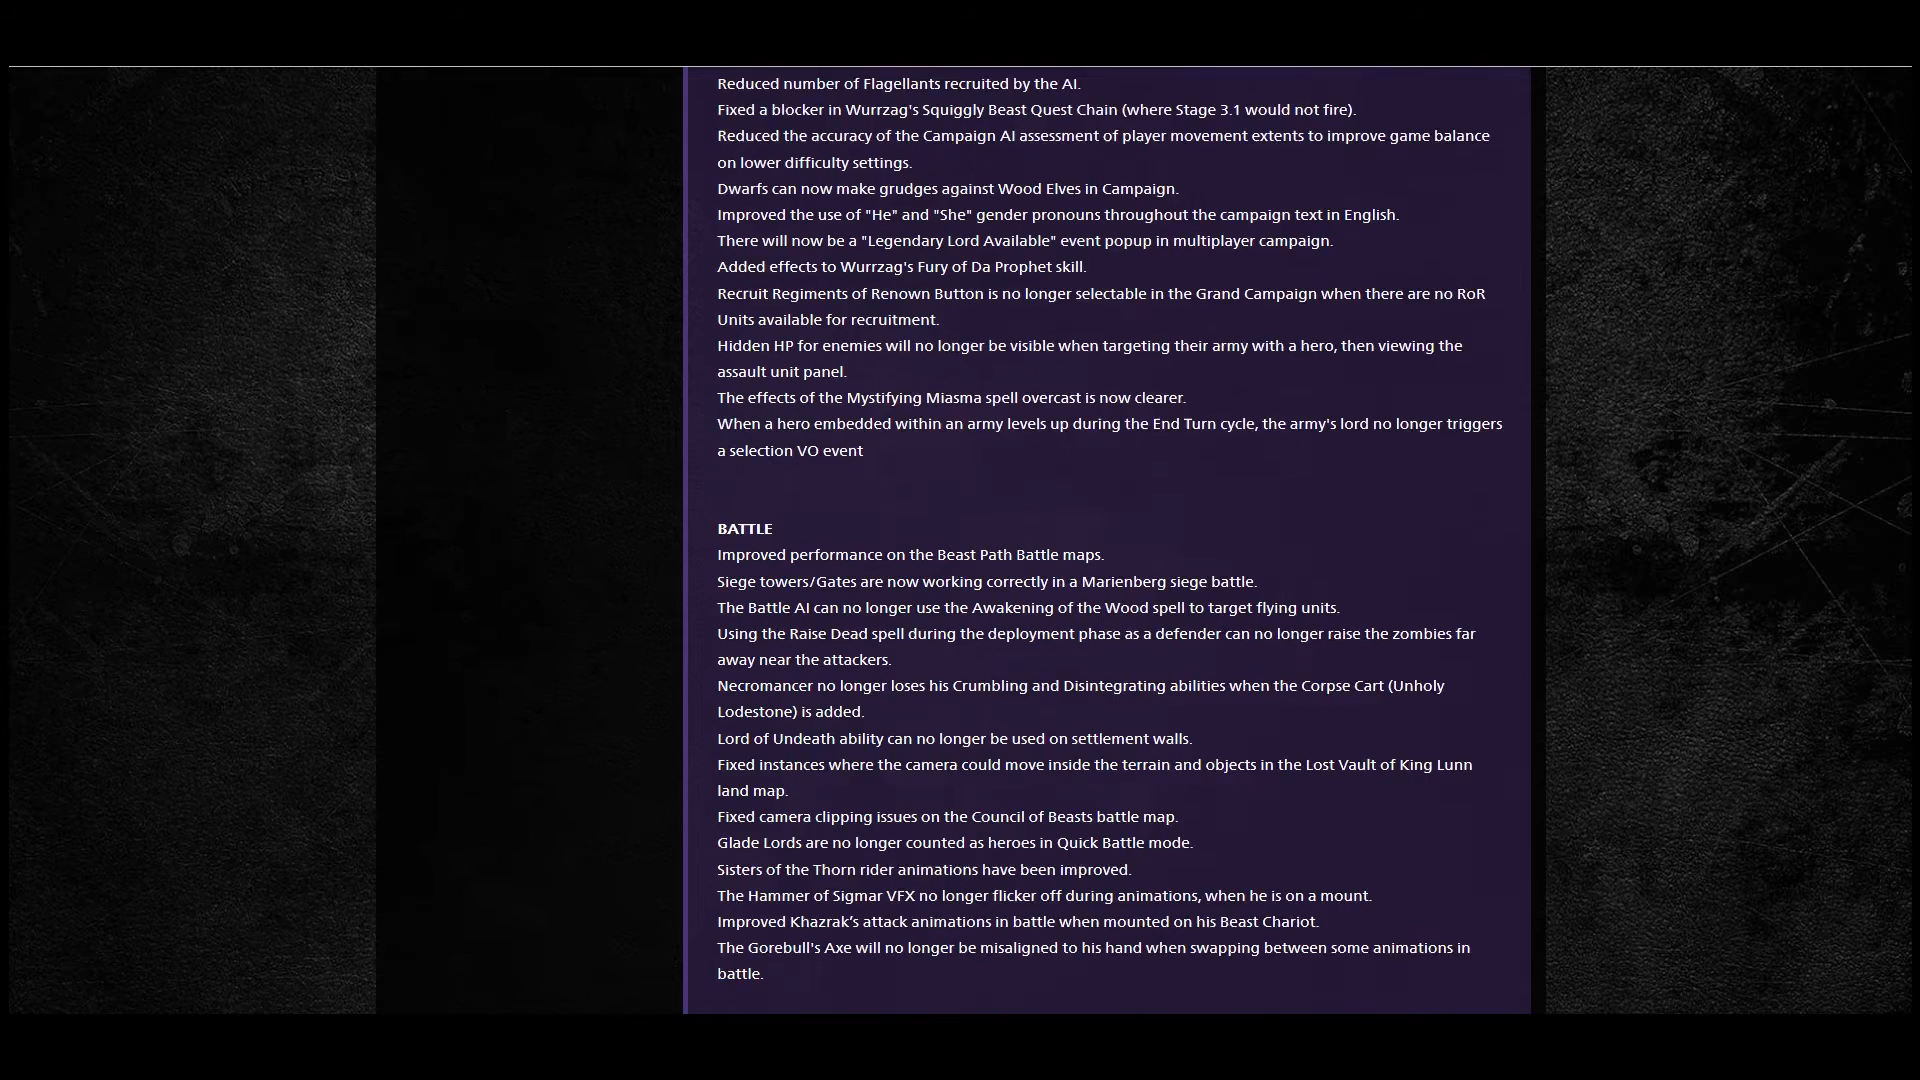 Reduced number of Flagellants recruited by the AI.
Fixed a blocker in Wurrzag's Squiggly Beast Quest Chain (where Stage 3.1 would not fire).
Reduced the accuracy of the Campaign AI assessment of player movement extents to improve game balance
on lower difficulty settings.
Dwarfs can now make grudges against Wood Elves in Campaign.
Improved the use of "He" and "She" gender pronouns throughout the campaign text in English.
There will now be a "Legendary Lord Available" event popup in multiplayer campaign.
Added effects to Wurrzag's Fury of Da Prophet skill.
Recruit Regiments of Renown Button is no longer selectable in the Grand Campaign when there are no RoR
Units available for recruitment.
Hidden HP for enemies will no longer be visible when targeting their army with a hero, then viewing the
assault unit panel.
The effects of the Mystifying Miasma spell overcast is now clearer.
When a hero embedded within an army levels up during the End Turn cycle, the army's lord no longer triggers
a selection VO event
BATTLE
Improved performance on the Beast Path Battle maps.
Siege towers/Gates are now working correctly in a Marienberg siege battle.
The Battle AI can no longer use the Awakening of the Wood spell to target flying units.
Using the Raise Dead spell during the deployment phase as a defender can no longer raise the zombies far
away near the attackers.
Necromancer no longer loses his Crumbling and Disintegrating abilities when the Corpse Cart (Unholy
Lodestone) is added.
Lord of Undeath ability can no longer be used on settlement walls.
Fixed instances where the camera could move inside the terrain and objects in the Lost Vault of King Lunn
land map.
Fixed camera clipping issues on the Council of Beasts battle map.
Glade Lords are no longer counted as heroes in Quick Battle mode.
Sisters of the Thorn rider animations have been improved.
The Hammer of Sigmar VFX no longer flicker off during animations, when he is on a mount.
Improved Khazrak’s attack animations in battle when mounted on his Beast Chariot.
The Gorebull's Axe will no longer be misaligned to his hand when swapping between some animations in
battle.